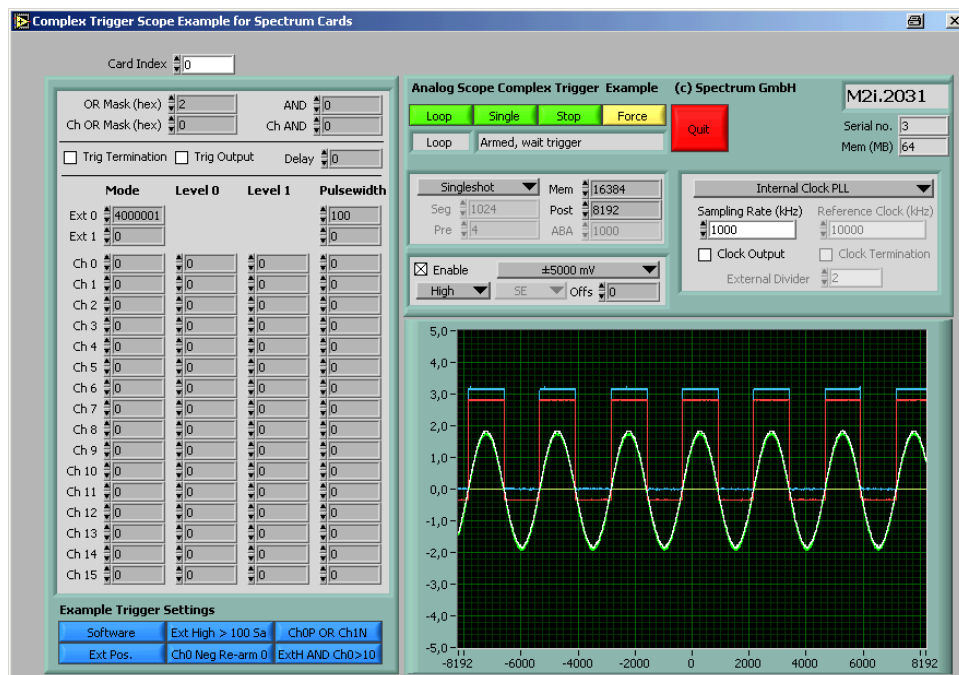 Complex Trigger Scope Example for Spectrum Cards
Card Index 0
OR Mask (hex) 2 AND 0
Ch OR Mask (hex) 0 Ch AND 0
Trig Termination Trig Output Delay 0
Mode Level 0 Level 1 Pulsewidth
Ext 0 4000001 100
Ext 1 0 0
Ch 0 0 0 0 0
Ch 1 0 0 0 0
Ch 2 0 0 0 0
Ch 3 0 0 0 0
Ch 4 0 0 0 0
Ch 5 0 0 0 0
Ch 6 0 0 0 0
Ch 7 0 0 0 0
Ch 8 0 0 0 0
Ch 9 0 0 0 0
Ch 10 0 0 0 0
Ch 11 0 0 0 0
Ch 12 0 0 0 0
Ch 13 0 0 0 0
Ch 14 0 0 0 0
Ch 15 0 0 0 0
Example Trigger Settings
Software Ext High > 100 Sa Ch0P OR Ch1N
Ext Pos. Ch0 Neg Re-arm 0 ExtH AND Ch0>10
Analog Scope Complex Trigger Example (c) Spectrum GmbH
M2i.2031
Loop Single Stop Force
Quit
Loop Armed, wait trigger
Serial no. 3
Mem (MB) 64
Singleshot Mem 16384
Seg 1024 Post 8192
Pre 4 ABA 1000
Enable ±5000 mV
High SE Offs 0
Internal Clock PLL
Sampling Rate (kHz) Reference Clock (kHz)
1000 10000
Clock Output Clock Termination
External Divider 2
5,0
4,0
3,0
2,0
1,0
0,0
-1,0
-2,0
-3,0
-4,0
-5,0
-8192 -6000 -4000 -2000 0 2000 4000 6000 8192